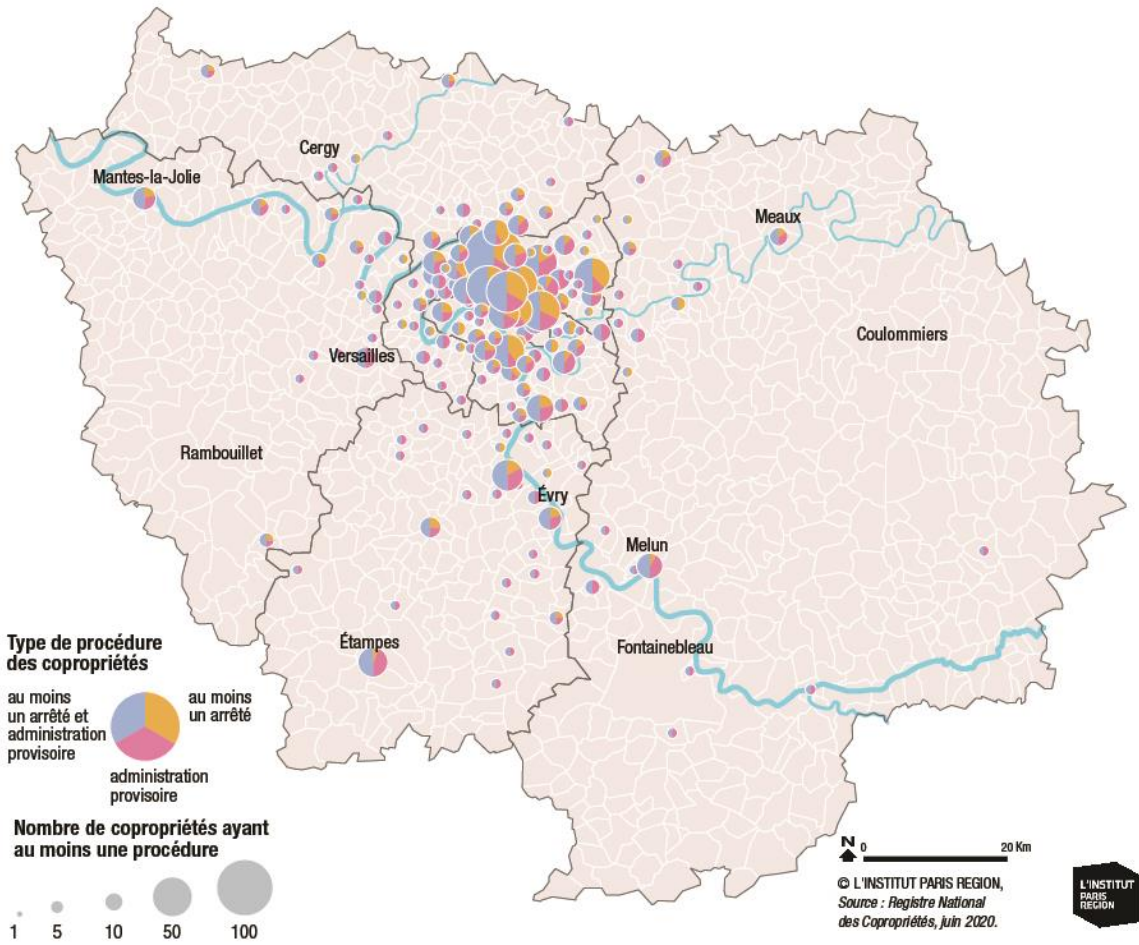 Cergy
Mantes-la-Jolie
Meaux
Coulommiers
Versailles
Rambouillet
Évry
Melun
Étampes
Fontainebleau
Type de procédure
des copropriétés
au moins
un arrêté et
administration
provisoire
au moins
un arrêté
administration
provisoire
Nombre de copropriétés ayant
au moins une procédure
1 5 10 50 100
N 0 20 Km
© L'INSTITUT PARIS REGION,
Source : Registre National
des Copropriétés, juin 2020.
L'INSTITUT
PARIS
REGION